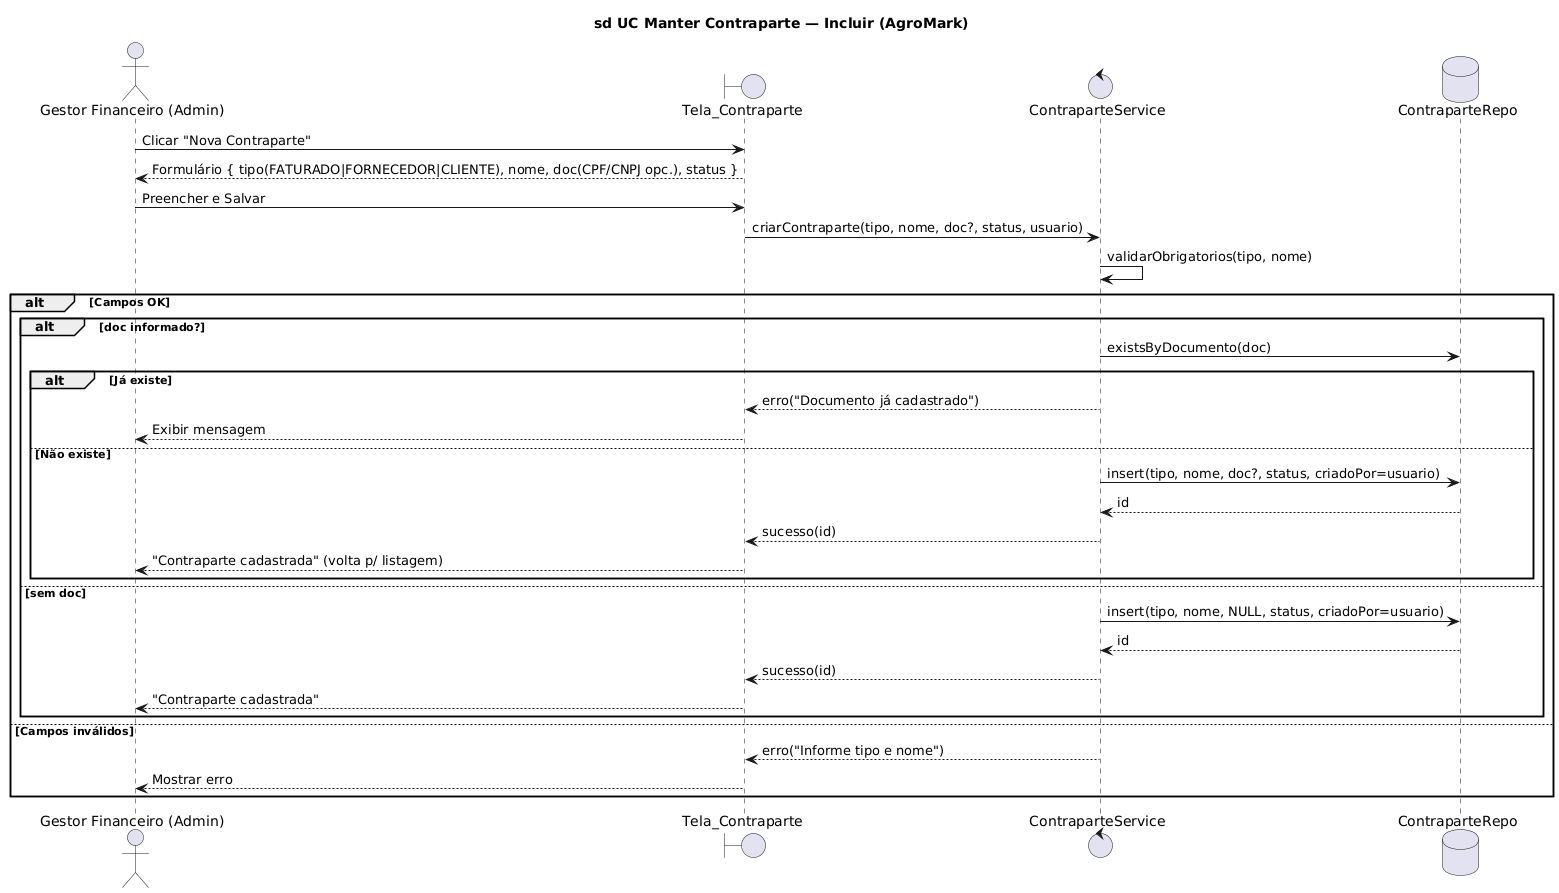 sd UC Manter Contraparte — Incluir (AgroMark)
Gestor Financeiro (Admin)
Tela_Contraparte
ContraparteService
ContraparteRepo
Clicar "Nova Contraparte"
Formulário { tipo(FATURADO|FORNECEDOR|CLIENTE), nome, doc(CPF/CNPJ opc.), status }
Preencher e Salvar
criarContraparte(tipo, nome, doc?, status, usuario)
validarObrigatorios(tipo, nome)
alt [Campos OK]
alt [doc informado?]
existsByDocumento(doc)
alt [Já existe]
erro("Documento já cadastrado")
Exibir mensagem
[Não existe]
insert(tipo, nome, doc?, status, criadoPor=usuario)
id
sucesso(id)
"Contraparte cadastrada" (volta p/ listagem)
[sem doc]
insert(tipo, nome, NULL, status, criadoPor=usuario)
id
sucesso(id)
"Contraparte cadastrada"
[Campos inválidos]
erro("Informe tipo e nome")
Mostrar erro
Gestor Financeiro (Admin)
Tela_Contraparte
ContraparteService
ContraparteRepo